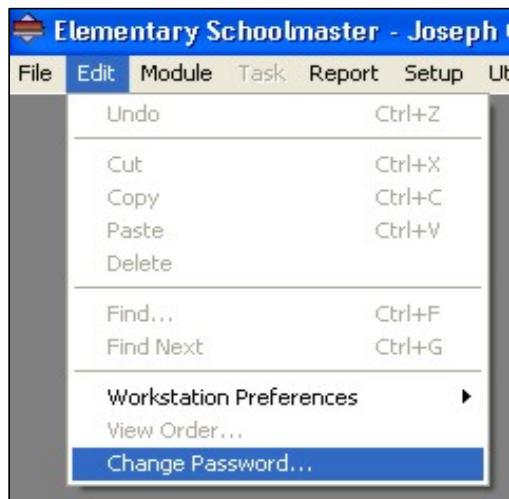 Elementary Schoolmaster - Joseph
File Edit Module Task Report Setup
Undo Ctrl+Z
Cut Ctrl+X
Copy Ctrl+C
Paste Ctrl+V
Delete
Find... Ctrl+F
Find Next Ctrl+G
Workstation Preferences
View Order...
Change Password...